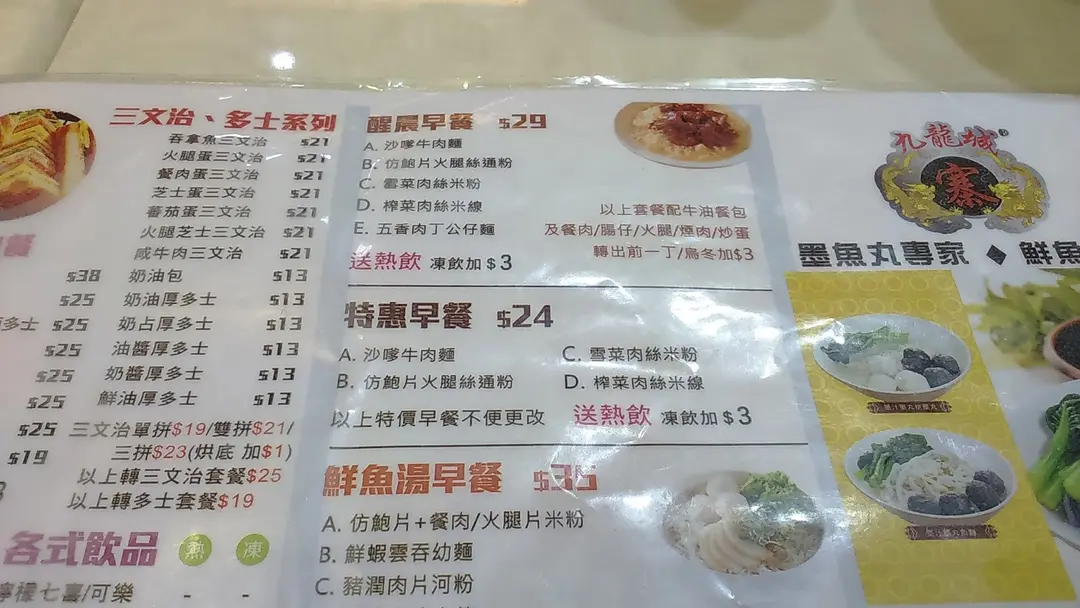 三文治、多士系列
吞拿魚三文治 $21
火腿蛋三文治 $21
餐肉蛋三文治 $21
芝士蛋三文治 $21
蕃茄蛋三文治 $21
火腿芝士三文治 $21
咸牛肉三文治 $21
奶油包 $13
奶油厚多士 $13
奶占厚多士 $13
油醬厚多士 $13
奶醬厚多士 $13
鮮油厚多士 $13
三文治單拼$19/雙拼$21/
三拼$23(烘底 加$1)
以上轉三文治套餐$25
以上轉多士套餐$19
餐
$38
$25
多士 $25
$25
$25
$25
$25
$19
各式飲品 熱 凍
檸檬七喜/可樂 - -
醒晨早餐 $29
A. 沙嗲牛肉麵
B. 仿鮑片火腿絲通粉
C. 雪菜肉絲米粉
D. 榨菜肉絲米線
E. 五香肉丁公仔麵
以上套餐配牛油餐包
及餐肉/腸仔/火腿/煙肉/炒蛋
轉出前一丁/烏冬加$3
送熱飲 凍飲加$3
特惠早餐 $24
A. 沙嗲牛肉麵
B. 仿鮑片火腿絲通粉
C. 雪菜肉絲米粉
D. 榨菜肉絲米線
以上特價早餐不便更改 送熱飲 凍飲加$3
鮮魚湯早餐 $35
A. 仿鮑片+餐肉/火腿片米粉
B. 鮮蝦雲吞幼麵
C. 豬潤肉片河粉
九龍城®
寨
墨魚丸專家 ◆ 鮮魚